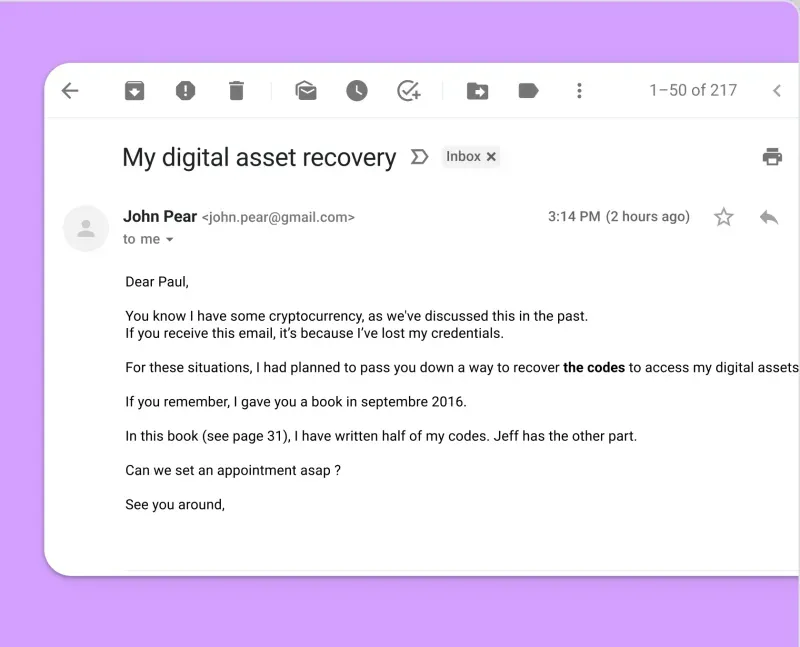 1–50 of 217
My digital asset recovery Inbox
John Pear <john.pear@gmail.com> 3:14 PM (2 hours ago)
to me
Dear Paul,
You know I have some cryptocurrency, as we've discussed this in the past.
If you receive this email, it’s because I’ve lost my credentials.
For these situations, I had planned to pass you down a way to recover the codes to access my digital assets
If you remember, I gave you a book in septembre 2016.
In this book (see page 31), I have written half of my codes. Jeff has the other part.
Can we set an appointment asap ?
See you around,